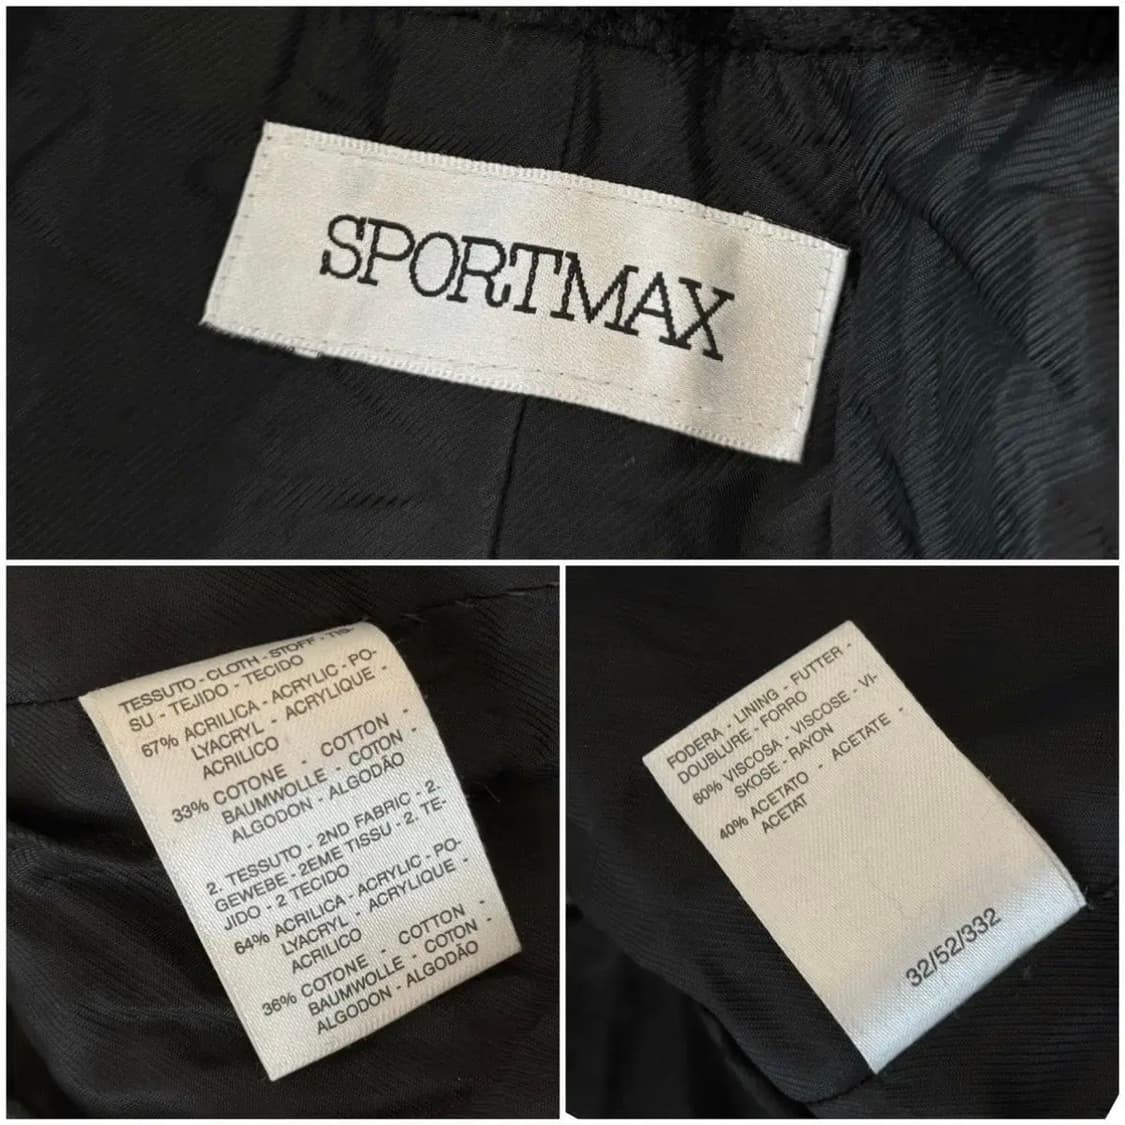 SPORTMAX
TESSUTO - CLOTH - STOFF - TIS-
SU - TEJIDO - TECIDO
67% ACRILICA - ACRYLIC - PO-
LYACRYL - ACRYLIQUE -
ACRILICO
33% COTONE - COTTON -
BAUMWOLLE - COTON -
ALGODON - ALGODÃO
2. TESSUTO - 2ND FABRIC - 2.
GEWEBE - 2EME TISSU - 2. TE-
JIDO - 2 TECIDO
64% ACRILICA - ACRYLIC - PO-
LYACRYL - ACRYLIQUE -
ACRILICO
36% COTONE - COTTON -
BAUMWOLLE - COTON -
ALGODON - ALGODÃO
FODERA - LINING - FUTTER -
DOUBLURE - FORRO
60% VISCOSA - VISCOSE - VI-
SKOSE - RAYON
40% ACETATO - ACETATE -
ACETAT
32/52/332